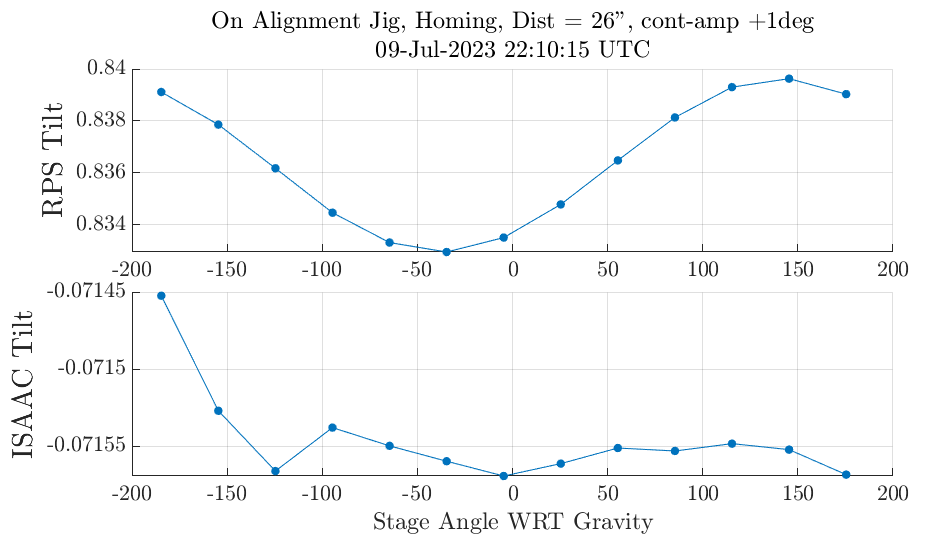 On Alignment Jig, Homing, Dist = 26”, cont-amp +1deg
09-Jul-2023 22:10:15 UTC
RPS Tilt
0.84
0.838
0.836
0.834
-200 -150 -100 -50 0 50 100 150 200
ISAAC Tilt
-0.07145
-0.0715
-0.07155
-200 -150 -100 -50 0 50 100 150 200
Stage Angle WRT Gravity